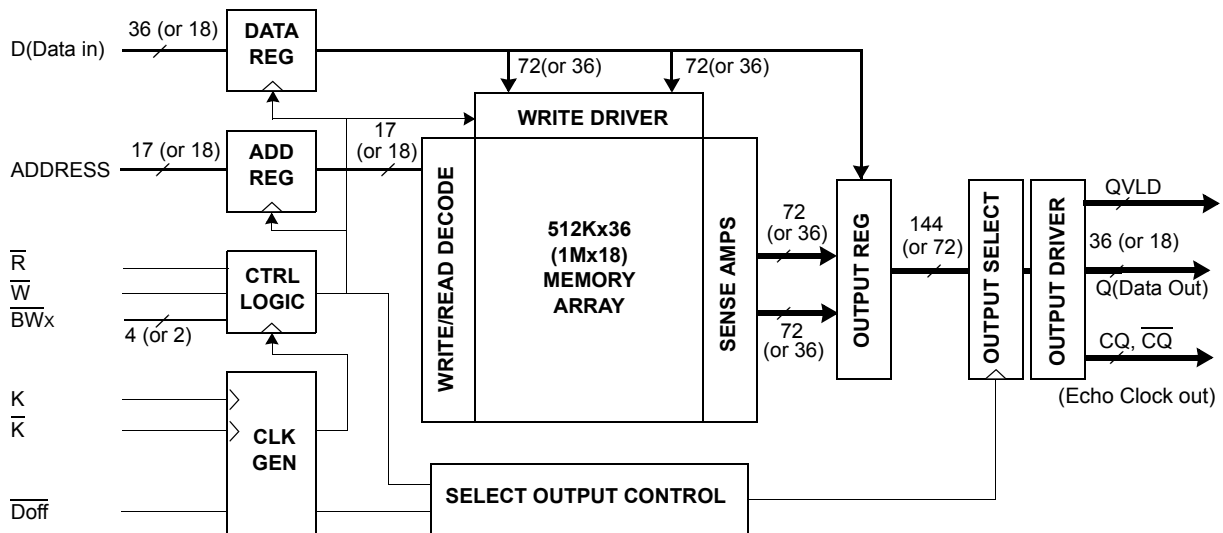 D(Data in)
36 (or 18)
DATA
REG
72(or 36)
72(or 36)
WRITE DRIVER
ADDRESS
17 (or 18)
ADD
REG
17
(or 18)
WRITE/READ DECODE
512Kx36
(1Mx18)
MEMORY
ARRAY
SENSE AMPS
72
(or 36)
72
(or 36)
OUTPUT REG
144
(or 72)
OUTPUT SELECT
OUTPUT DRIVER
QVLD
36 (or 18)
Q(Data Out)
CQ, C̅Q̅
(Echo Clock out)
R̅
W̅
B̅W̅x
4 (or 2)
CTRL
LOGIC
K
K̅
CLK
GEN
D̅o̅f̅f̅
SELECT OUTPUT CONTROL